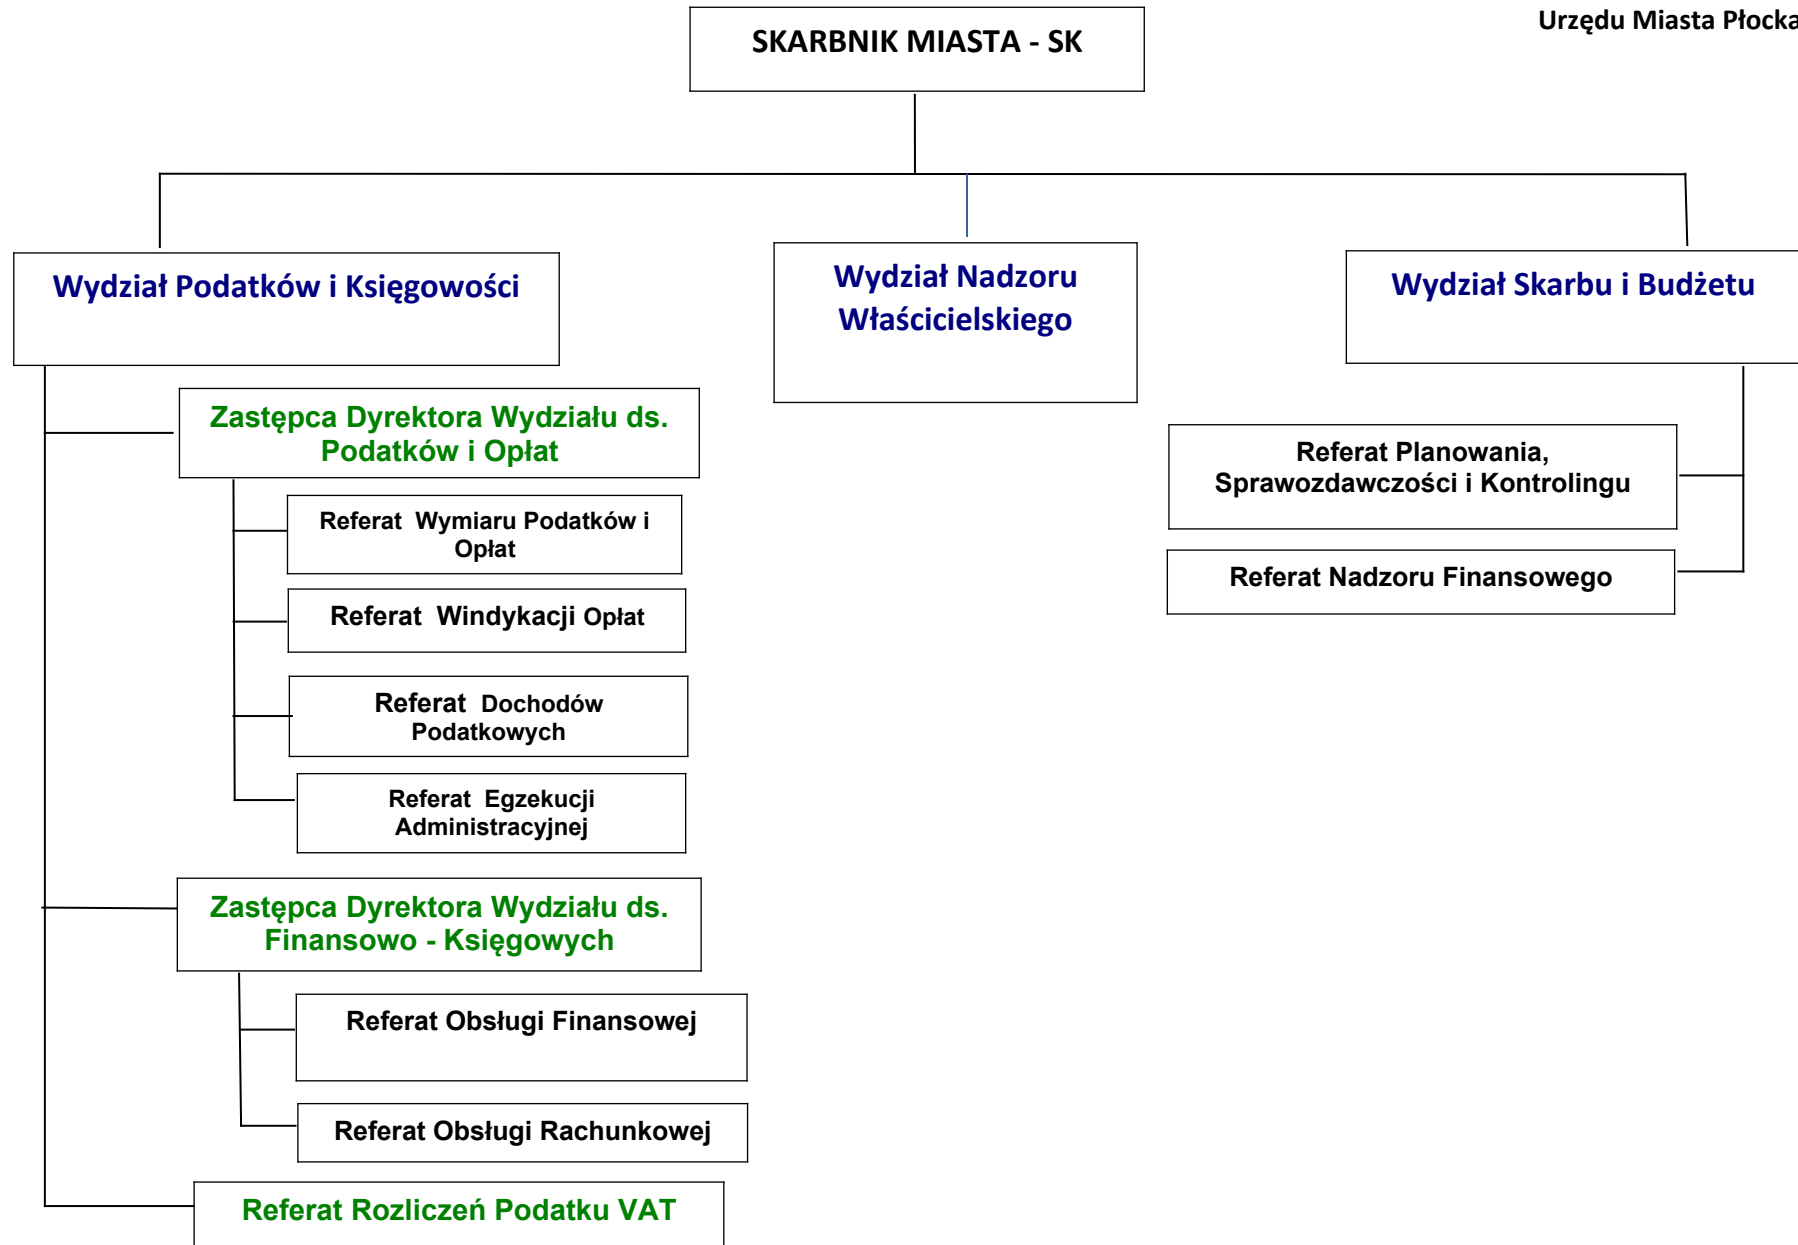 Urzędu Miasta Płocka
SKARBNIK MIASTA - SK
Wydział Podatków i Księgowości
Wydział Nadzoru
Właścicielskiego
Wydział Skarbu i Budżetu
Zastępca Dyrektora Wydziału ds.
Podatków i Opłat
Referat Wymiaru Podatków i
Opłat
Referat Windykacji Opłat
Referat Dochodów
Podatkowych
Referat Egzekucji
Administracyjnej
Zastępca Dyrektora Wydziału ds.
Finansowo - Księgowych
Referat Obsługi Finansowej
Referat Obsługi Rachunkowej
Referat Rozliczeń Podatku VAT
Referat Planowania,
Sprawozdawczości i Kontrolingu
Referat Nadzoru Finansowego